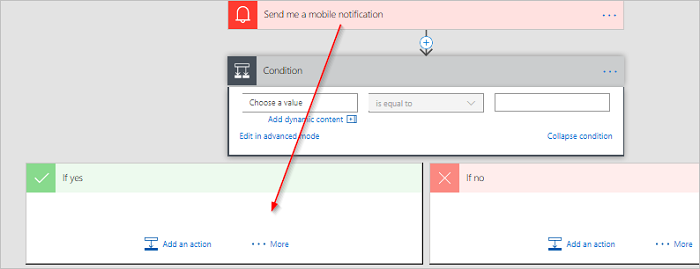 Send me a mobile notification
Condition
Choose a value
is equal to
Add dynamic content
Edit in advanced mode
Collapse condition
If yes
If no
Add an action
More
Add an action
More